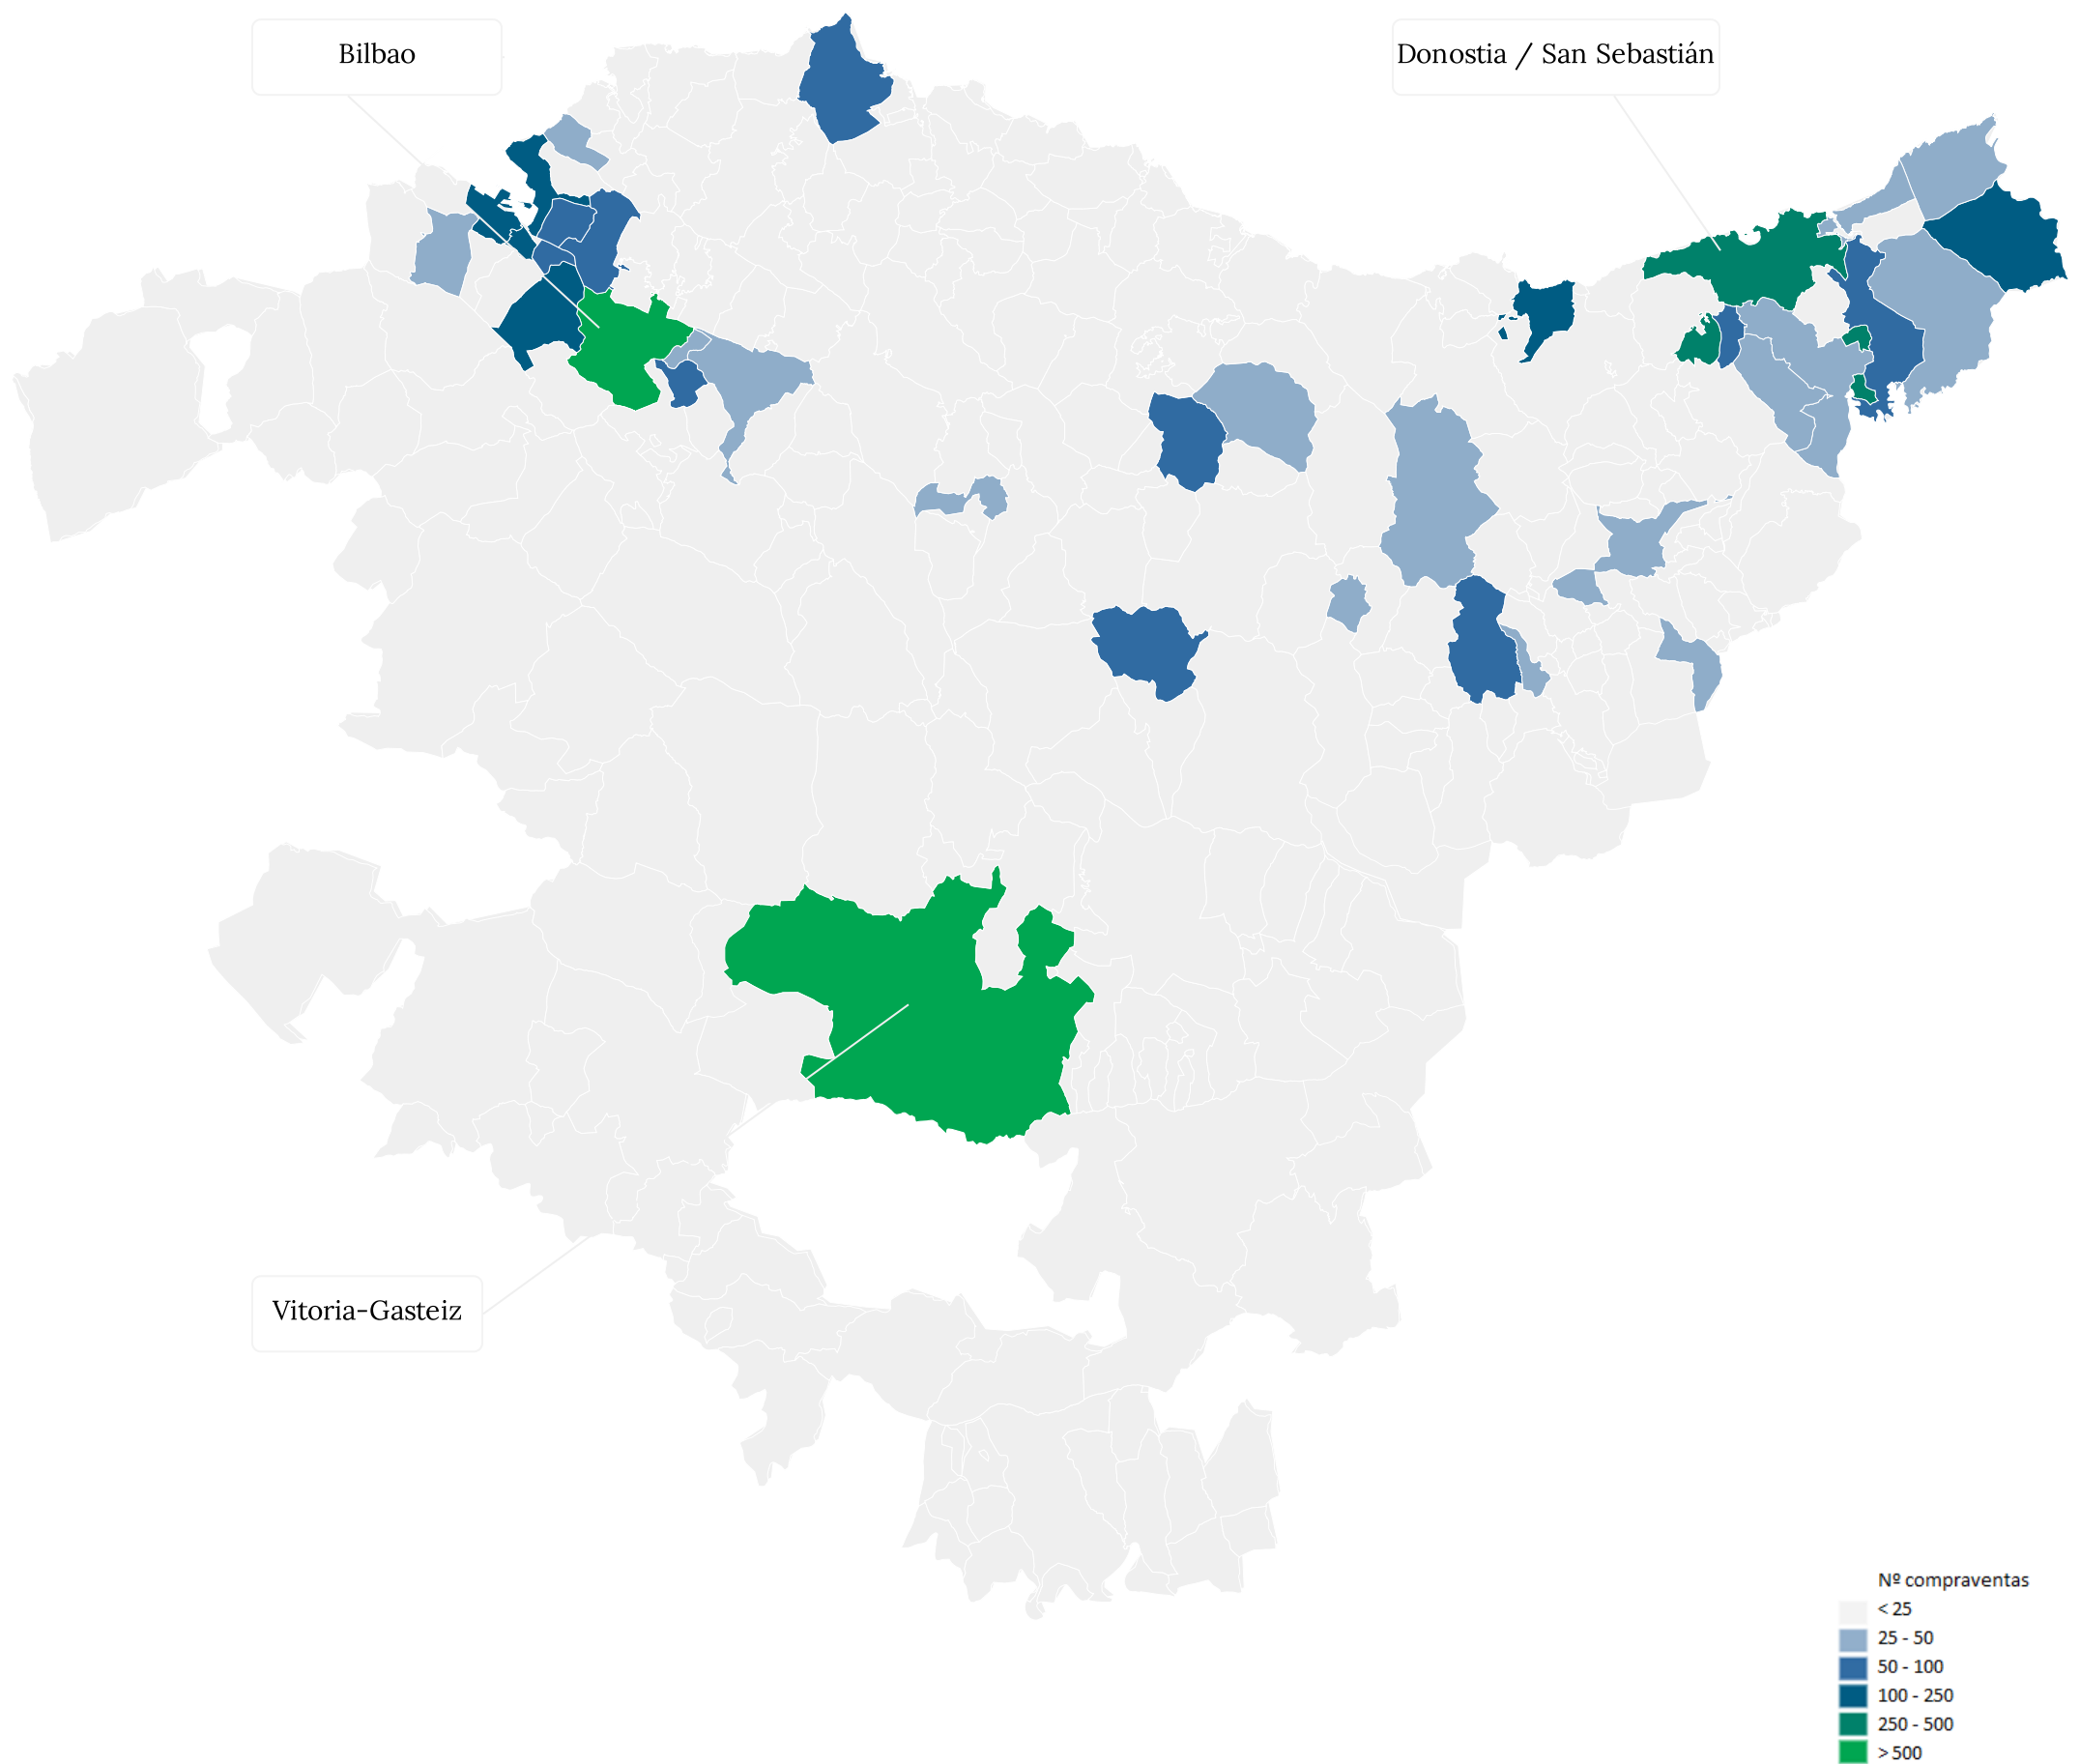 Bilbao
Donostia / San Sebastián
Vitoria-Gasteiz
Nº compraventas
< 25
25 - 50
50 - 100
100 - 250
250 - 500
> 500